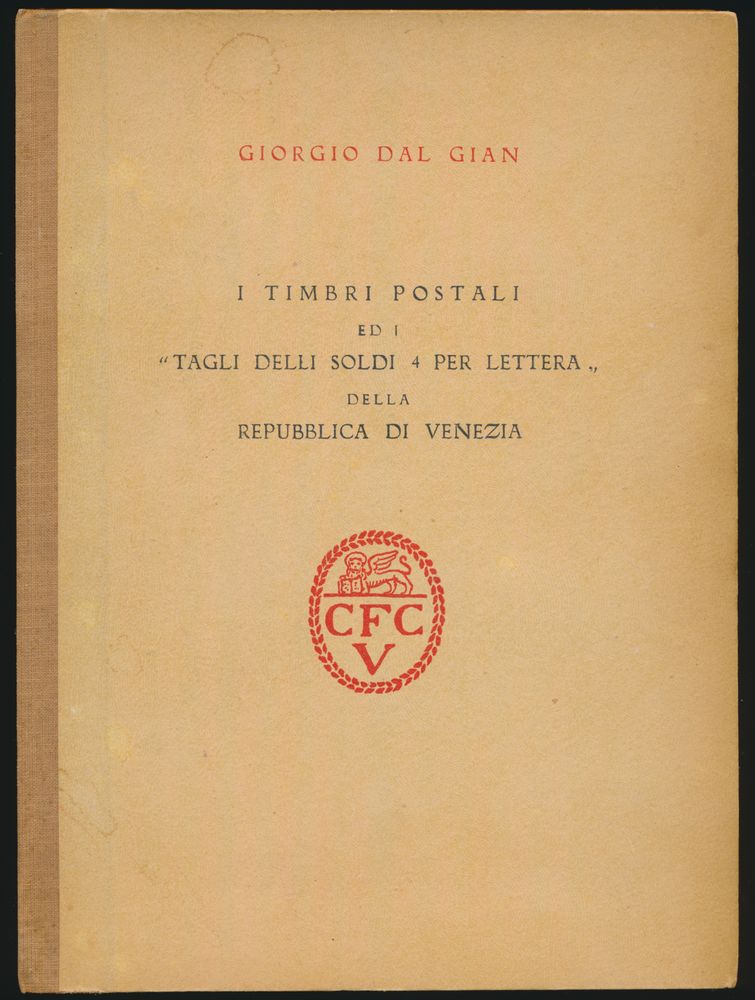 GIORGIO DAL GIAN
I TIMBRI POSTALI
ED I
“TAGLI DELLI SOLDI 4 PER LETTERA„
DELLA
REPUBBLICA DI VENEZIA
CFC
V